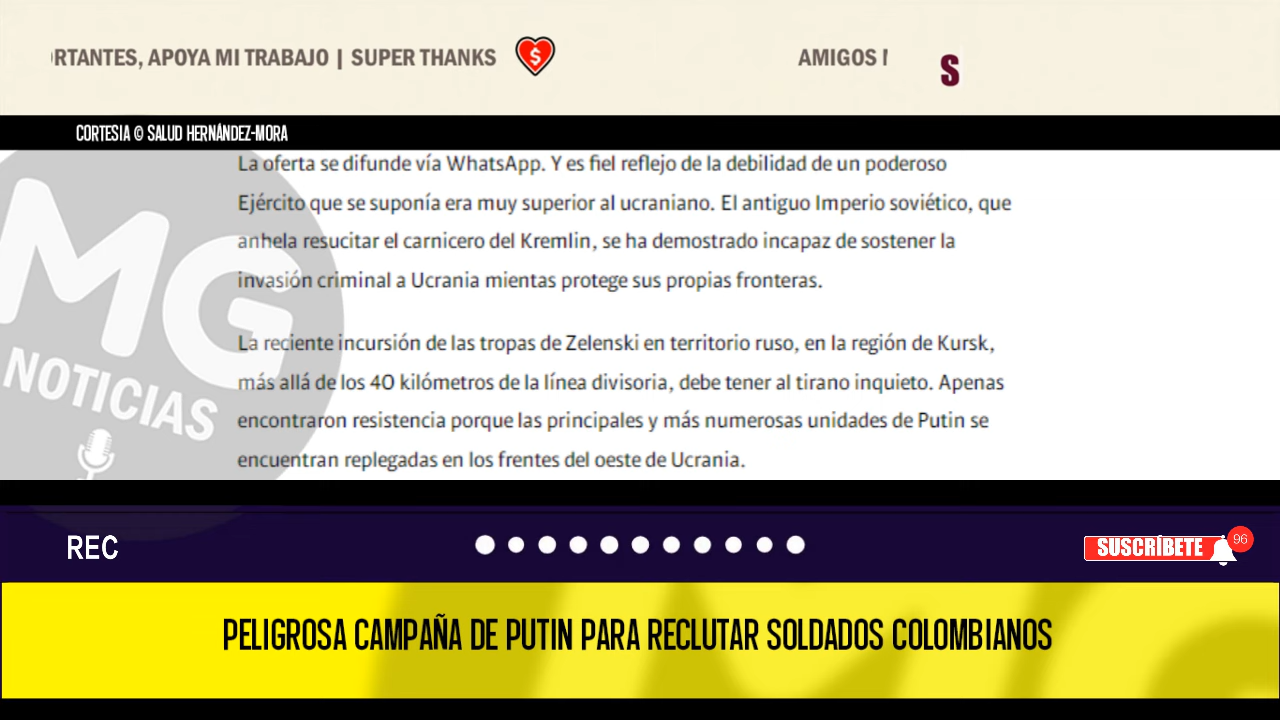 RTANTES, APOYA MI TRABAJO | SUPER THANKS
AMIGOS
S
CORTESIA © SALUD HERNÁNDEZ-MORA
La oferta se difunde vía WhatsApp. Y es fiel reflejo de la debilidad de un poderoso
Ejército que se suponía era muy superior al ucraniano. El antiguo Imperio soviético, que
anhela resucitar el carnicero del Kremlin, se ha demostrado incapaz de sostener la
invasión criminal a Ucrania mientas protege sus propias fronteras.
La reciente incursión de las tropas de Zelenski en territorio ruso, en la región de Kursk,
más allá de los 40 kilómetros de la línea divisoria, debe tener al tirano inquieto. Apenas
encontraron resistencia porque las principales y más numerosas unidades de Putin se
encuentran replegadas en los frentes del oeste de Ucrania.
MG
NOTICIAS
REC
SUSCRÍBETE 96
PELIGROSA CAMPAÑA DE PUTIN PARA RECLUTAR SOLDADOS COLOMBIANOS